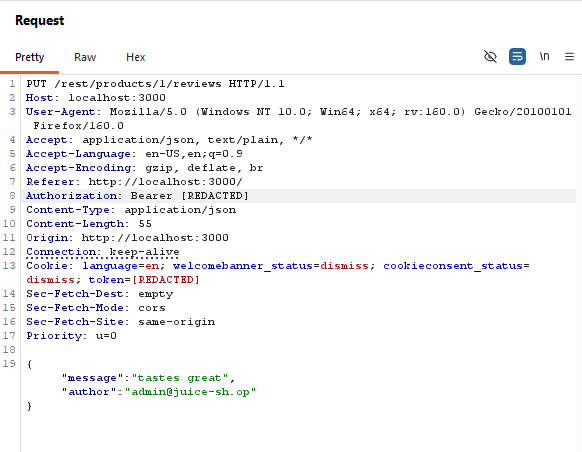 Request
Pretty Raw Hex \n
1 PUT /rest/products/1/reviews HTTP/1.1
2 Host: localhost:3000
3 User-Agent: Mozilla/5.0 (Windows NT 10.0; Win64; x64; rv:160.0) Gecko/20100101
Firefox/160.0
4 Accept: application/json, text/plain, */*
5 Accept-Language: en-US,en;q=0.9
6 Accept-Encoding: gzip, deflate, br
7 Referer: http://localhost:3000/
8 Authorization: Bearer [REDACTED]
9 Content-Type: application/json
10 Content-Length: 55
11 Origin: http://localhost:3000
12 Connection: keep-alive
13 Cookie: language=en; welcomebanner_status=dismiss; cookieconsent_status=
dismiss; token=[REDACTED]
14 Sec-Fetch-Dest: empty
15 Sec-Fetch-Mode: cors
16 Sec-Fetch-Site: same-origin
17 Priority: u=0
18
19 {
"message":"tastes great",
"author":"admin@juice-sh.op"
}